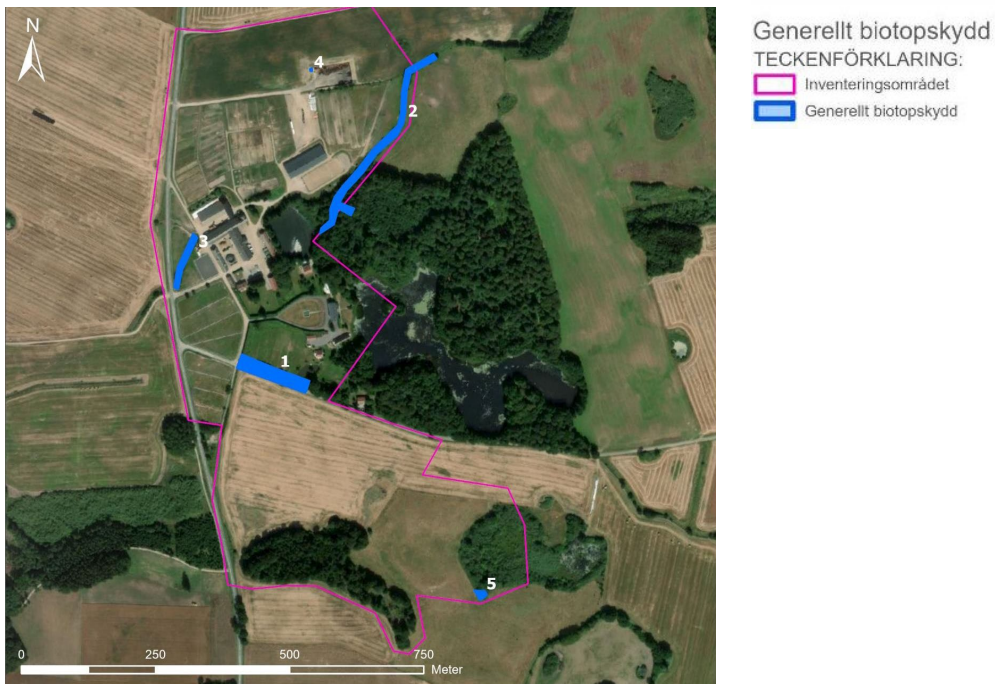 N
4
2
3
1
5
0
250
500
750
Meter
Generellt biotopskydd
TECKENFÖRKLARING:
Inventeringsområdet
Generellt biotopskydd